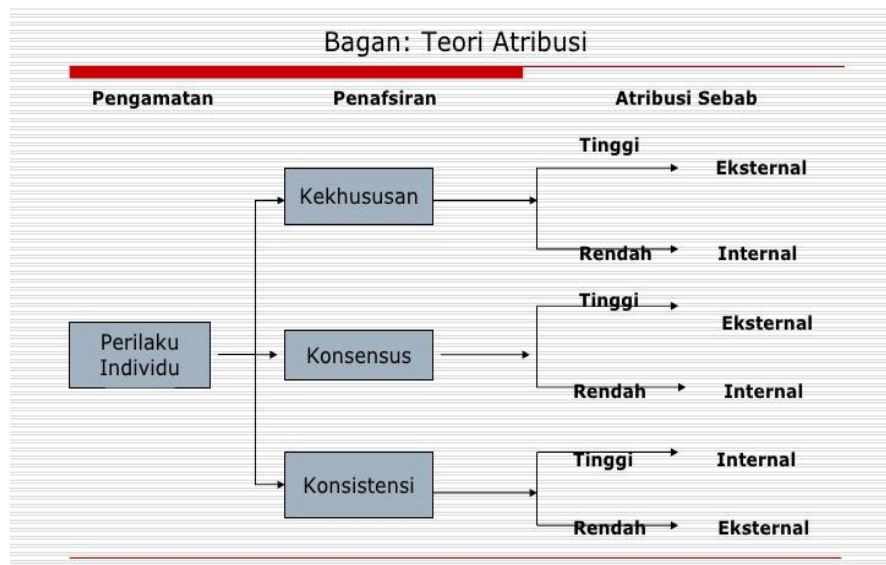 Bagan: Teori Atribusi
Pengamatan Penafsiran Atribusi Sebab
Tinggi
Eksternal
Kekhususan
Rendah Internal
Tinggi
Eksternal
Perilaku
Individu
Konsensus
Rendah Internal
Tinggi Internal
Konsistensi
Rendah Eksternal